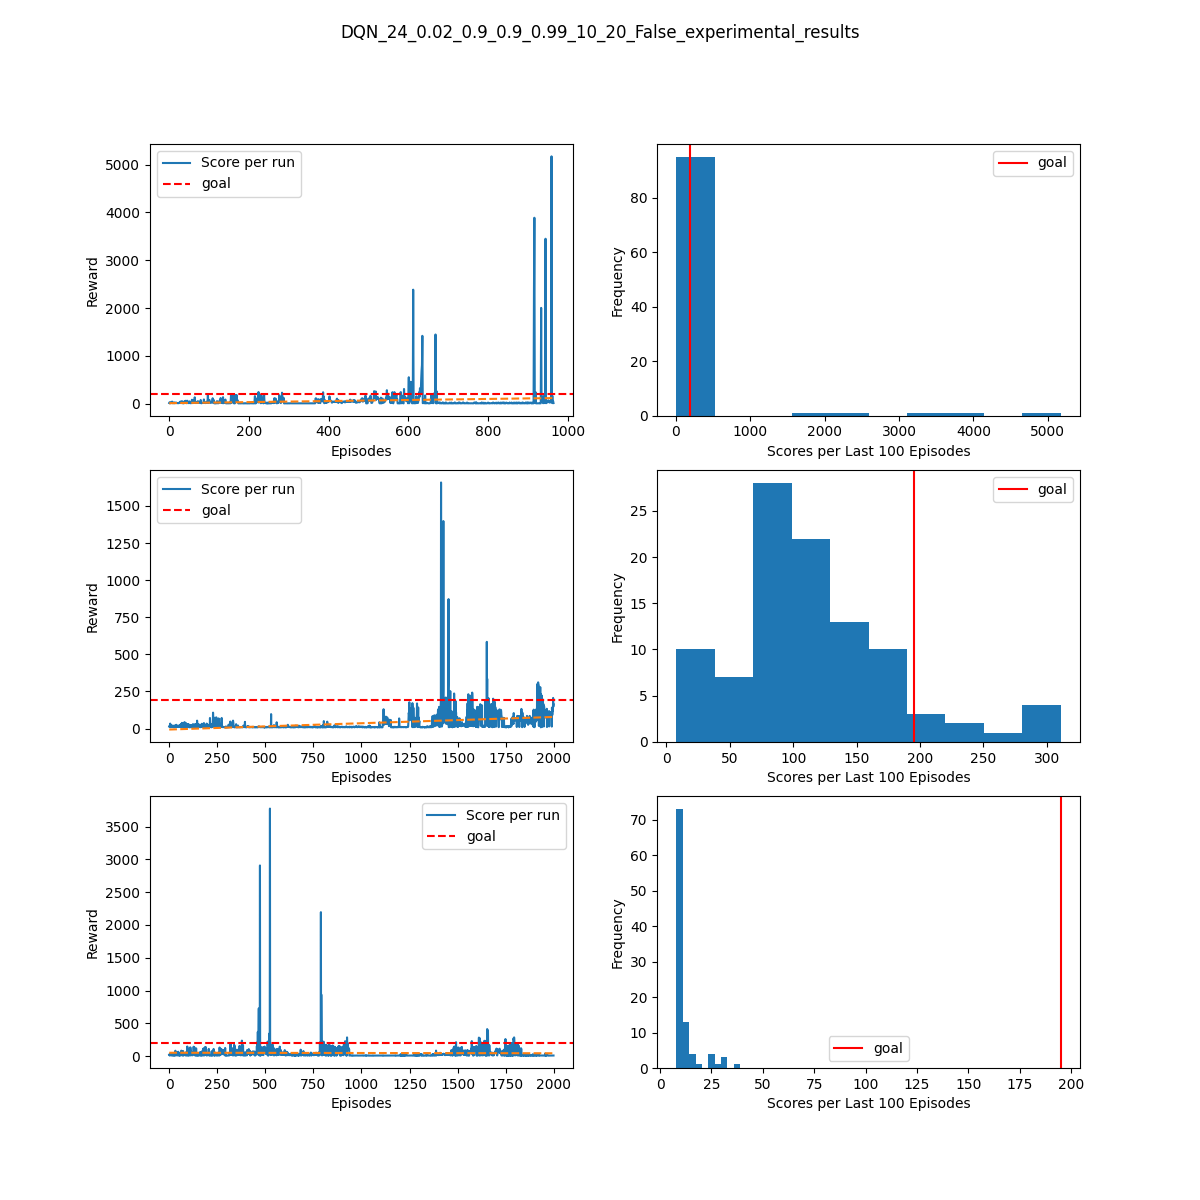 DQN_24_0.02_0.9_0.9_0.99_10_20_False_experimental_results
Score per run
goal
5000
4000
3000
2000
1000
0
Reward
0 200 400 600 800 1000
Episodes
goal
80
60
40
20
0
Frequency
0 1000 2000 3000 4000 5000
Scores per Last 100 Episodes
Score per run
goal
1500
1250
1000
750
500
250
0
Reward
0 250 500 750 1000 1250 1500 1750 2000
Episodes
goal
25
20
15
10
5
0
Frequency
0 50 100 150 200 250 300
Scores per Last 100 Episodes
Score per run
goal
3500
3000
2500
2000
1500
1000
500
0
Reward
0 250 500 750 1000 1250 1500 1750 2000
Episodes
70
60
50
40
30
20
10
0
Frequency
goal
0 25 50 75 100 125 150 175 200
Scores per Last 100 Episodes